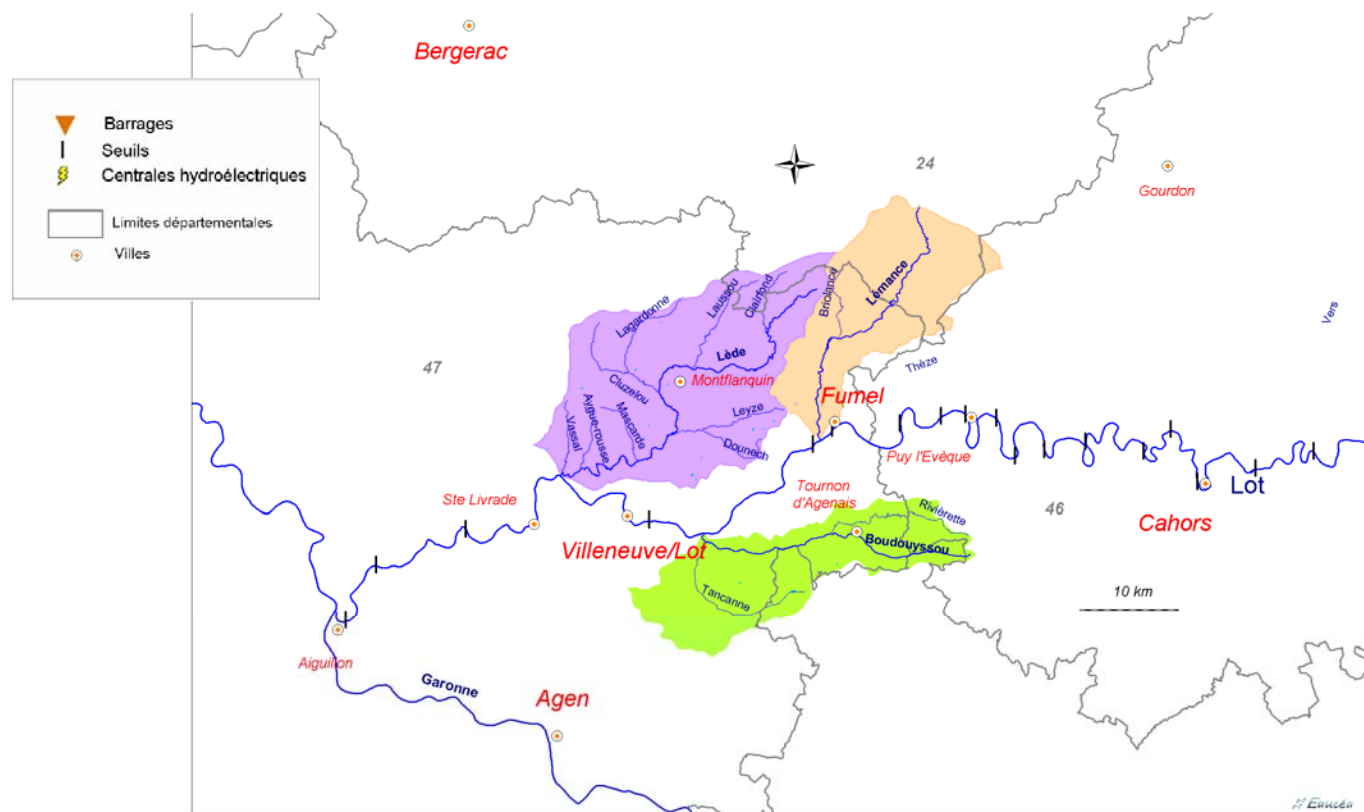 Bergerac
Barrages
Seuils
Centrales hydroélectriques
Limites départementales
Villes
24
Gourdon
Lémance
Briolance
Clairfond
Laussou
Lagardonne
Vers
Lède
Thèze
47
Montflanquin
Fumel
Cluzelou
Leyze
Aygue-rousse
Mascarde
Vassal
Dounech
Puy l'Evèque
Lot
Ste Livrade
Tournon
d'Agenais
Rivièrette
46
Cahors
Villeneuve/Lot
Boudouyssou
Tancanne
10 km
Aiguillon
Garonne
Agen
Eaucéa